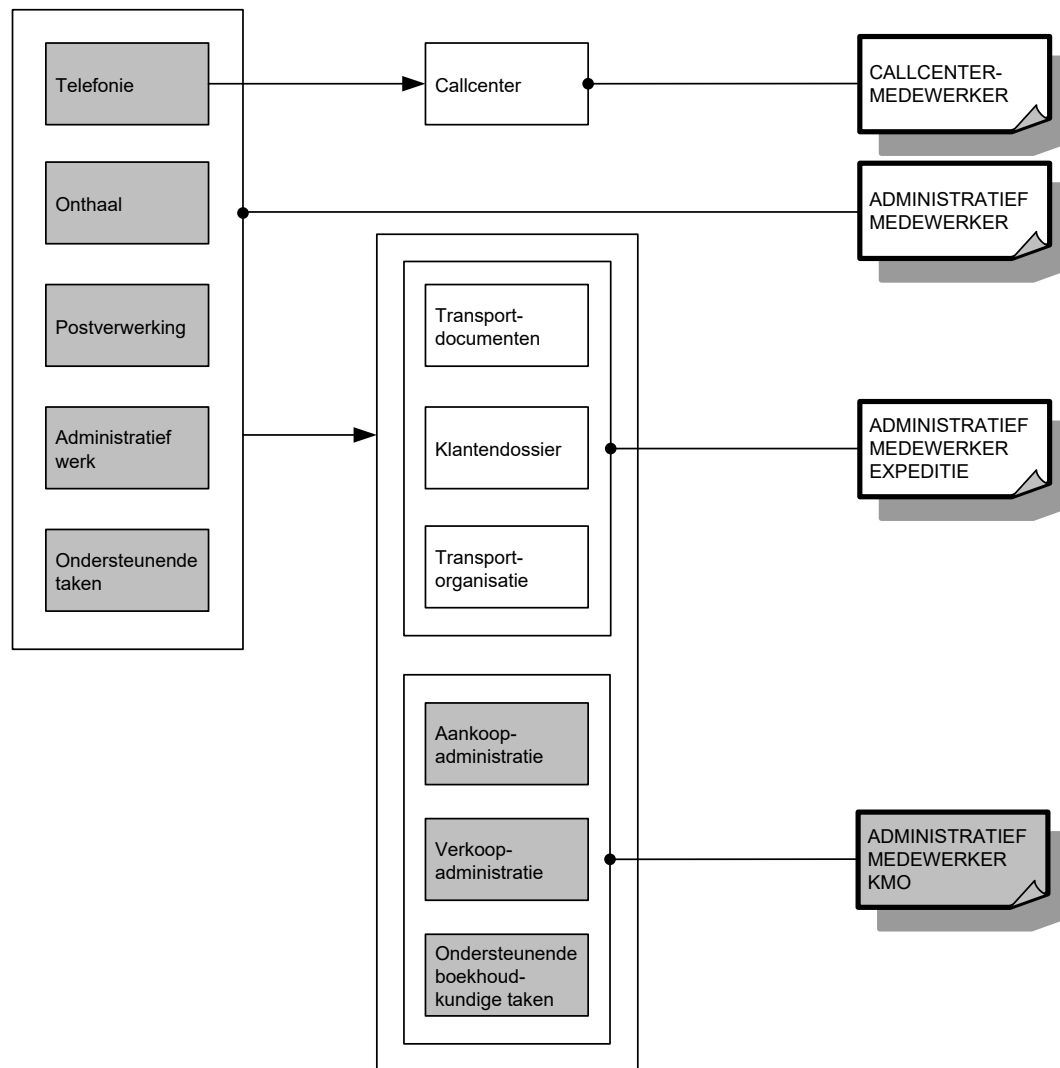 Telefonie
Callcenter
CALLCENTER-
MEDEWERKER
Onthaal
ADMINISTRATIEF
MEDEWERKER
Postverwerking
Transport-
documenten
Administratief
werk
Klantendossier
ADMINISTRATIEF
MEDEWERKER
EXPEDITIE
Ondersteunende
taken
Transport-
organisatie
Aankoop-
administratie
Verkoop-
administratie
ADMINISTRATIEF
MEDEWERKER
KMO
Ondersteunende
boekhoud-
kundige taken